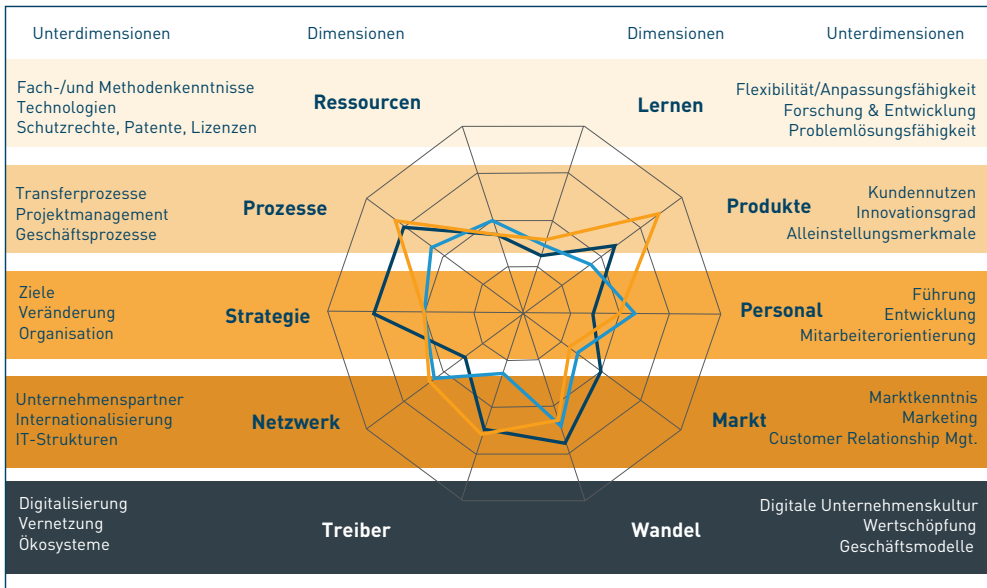 Unterdimensionen
Dimensionen
Dimensionen
Unterdimensionen
Fach-/und Methodenkenntnisse
Technologien
Schutzrechte, Patente, Lizenzen
Ressourcen
Lernen
Flexibilität/Anpassungsfähigkeit
Forschung & Entwicklung
Problemlösungsfähigkeit
Transferprozesse
Projektmanagement
Geschäftsprozesse
Prozesse
Produkte
Kundennutzen
Innovationsgrad
Alleinstellungsmerkmale
Ziele
Veränderung
Organisation
Strategie
Personal
Führung
Entwicklung
Mitarbeiterorientierung
Unternehmenspartner
Internationalisierung
IT-Strukturen
Netzwerk
Markt
Marktkenntnis
Marketing
Customer Relationship Mgt.
Digitalisierung
Vernetzung
Ökosysteme
Treiber
Wandel
Digitale Unternehmenskultur
Wertschöpfung
Geschäftsmodelle